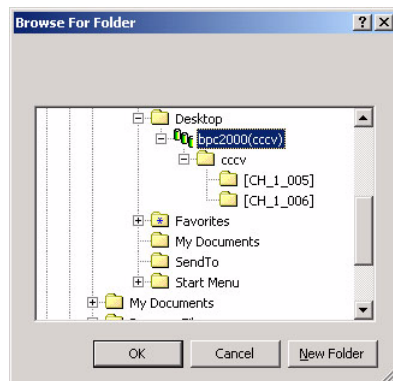 Browse For Folder
Desktop
bpc2000(cccv)
cccv
[CH_1_005]
[CH_1_006]
Favorites
My Documents
SendTo
Start Menu
My Documents
OK Cancel New Folder